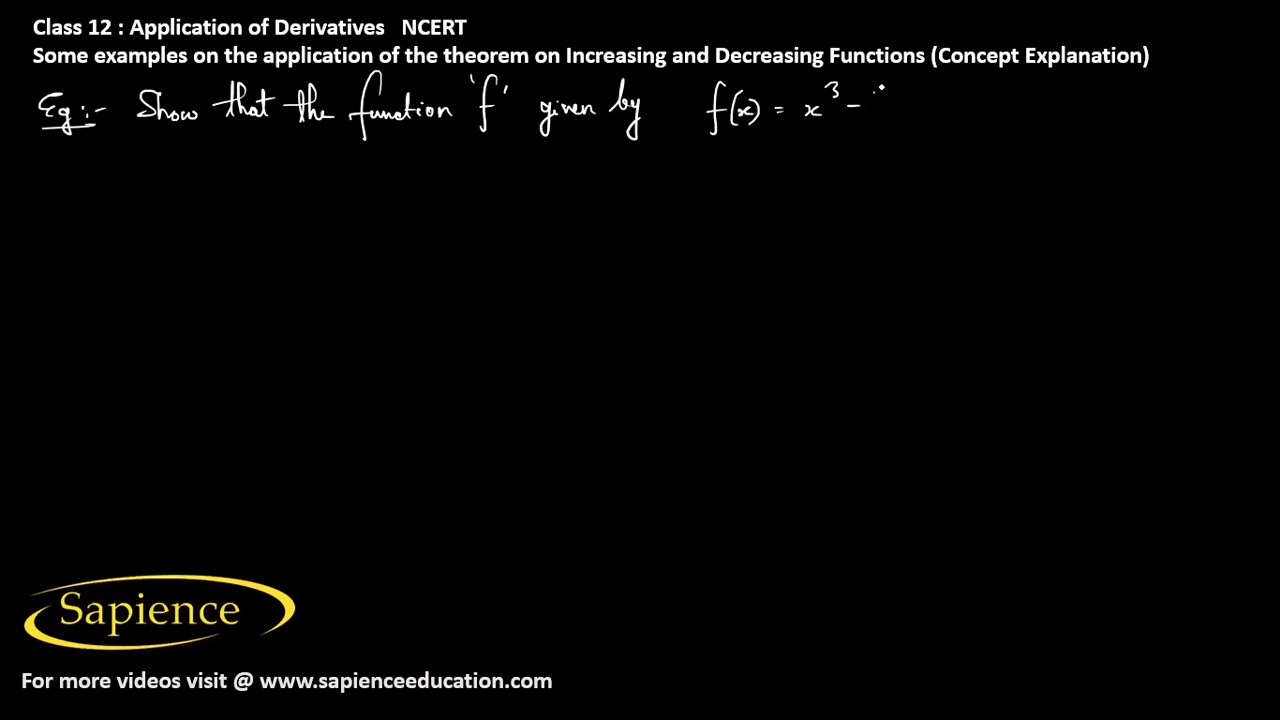 Class 12 : Application of Derivatives NCERT
Some examples on the application of the theorem on Increasing and Decreasing Functions (Concept Explanation)
Eg:- Show that the function 'f' given by f(x) = x³ -
Sapience
For more videos visit @ www.sapienceeducation.com